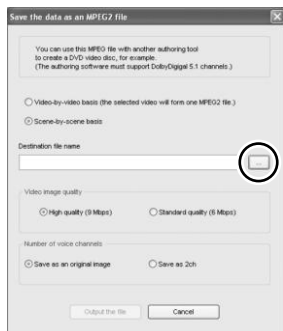 Save the data as an MPEG2 file
You can use this MPEG file with another authoring tool
to create a DVD video disc, for example.
(The authoring software must support DolbyDigigal 5.1 channels.)
Video-by-video basis (the selected video will form one MPEG2 file.)
Scene-by-scene basis
Destination file name
...
Video image quality
High quality (9 Mbps)
Standard quality (6 Mbps)
Number of voice channels
Save as an original image
Save as 2ch
Output the file
Cancel